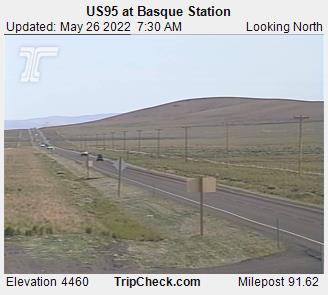 US95 at Basque Station
Updated: May 26 2022 7:30 AM Looking North
Elevation 4460 TripCheck.com Milepost 91.62